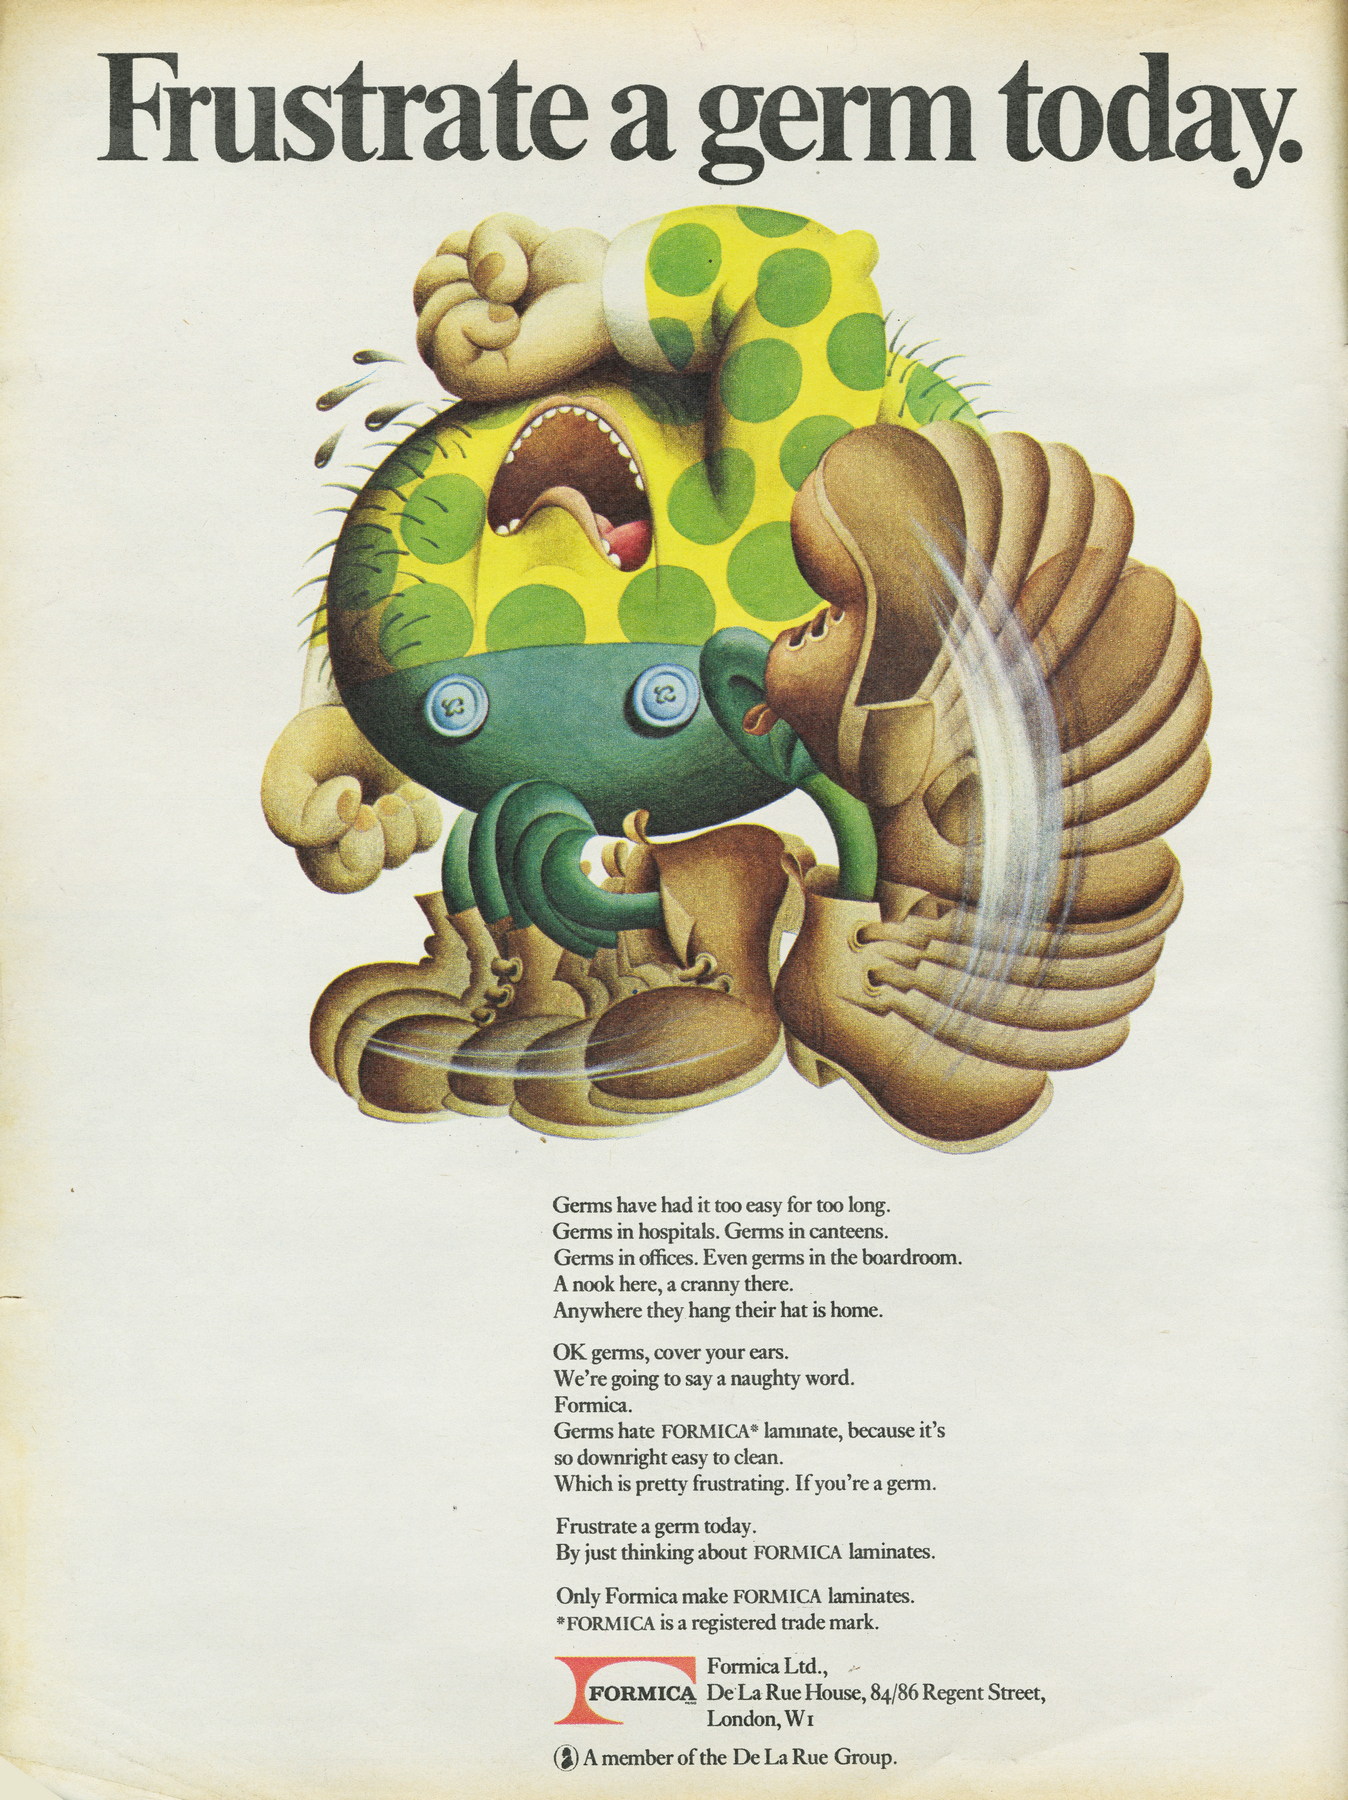 Frustrate a germ today.
Germs have had it too easy for too long.
Germs in hospitals. Germs in canteens.
Germs in offices. Even germs in the boardroom.
A nook here, a cranny there.
Anywhere they hang their hat is home.
OK germs, cover your ears.
We're going to say a naughty word.
Formica.
Germs hate FORMICA* laminate, because it's
so downright easy to clean.
Which is pretty frustrating. If you're a germ.
Frustrate a germ today.
By just thinking about FORMICA laminates.
Only Formica make FORMICA laminates.
*FORMICA is a registered trade mark.
FORMICA
Formica Ltd.,
De La Rue House, 84/86 Regent Street,
London, W1
A member of the De La Rue Group.